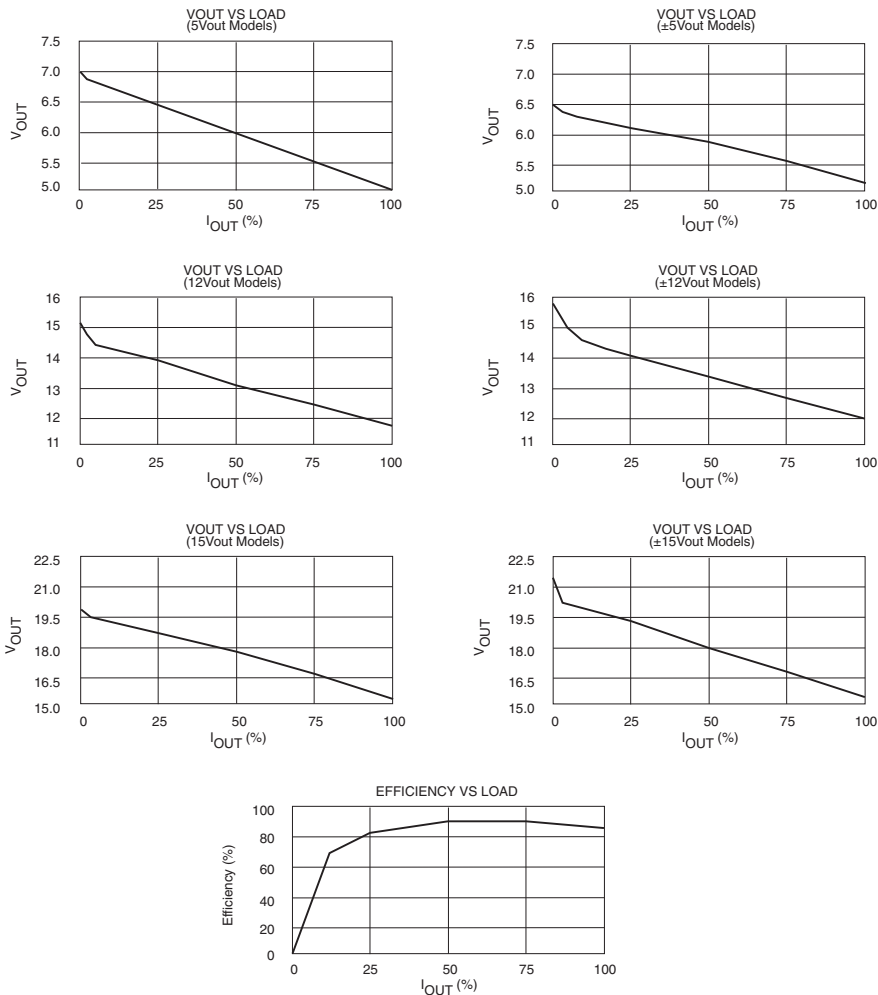 VOUT VS LOAD
(5Vout Models)
7.5
7.0
6.5
6.0
5.5
5.0
VOUT
0 25 50 75 100
IOUT (%)
VOUT VS LOAD
(±5Vout Models)
7.5
7.0
6.5
6.0
5.5
5.0
VOUT
0 25 50 75 100
IOUT (%)
VOUT VS LOAD
(12Vout Models)
16
15
14
13
12
11
VOUT
0 25 50 75 100
IOUT (%)
VOUT VS LOAD
(±12Vout Models)
16
15
14
13
12
11
VOUT
0 25 50 75 100
IOUT (%)
VOUT VS LOAD
(15Vout Models)
22.5
21.0
19.5
18.0
16.5
15.0
VOUT
0 25 50 75 100
IOUT (%)
VOUT VS LOAD
(±15Vout Models)
22.5
21.0
19.5
18.0
16.5
15.0
VOUT
0 25 50 75 100
IOUT (%)
EFFICIENCY VS LOAD
100
80
60
40
20
0
Efficiency (%)
0 25 50 75 100
IOUT (%)